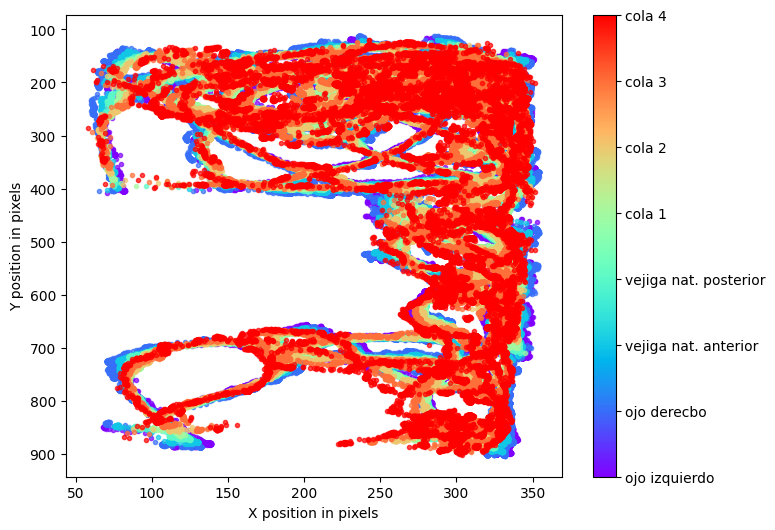 100
200
300
400
500
600
700
800
900
Y position in pixels
50
100
150
200
250
300
350
X position in pixels
cola 4
cola 3
cola 2
cola 1
vejiga nat. posterior
vejiga nat. anterior
ojo derecbo
ojo izquierdo